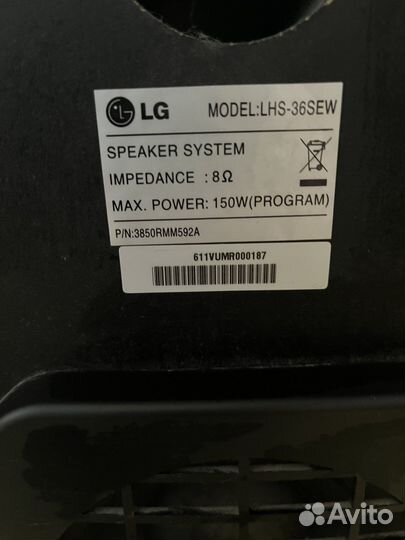 LG MODEL:LHS-36SEW
SPEAKER SYSTEM
IMPEDANCE : 8Ω
MAX. POWER: 150W(PROGRAM)
P/N:3850RMM592A
611VUMR000187
Avito